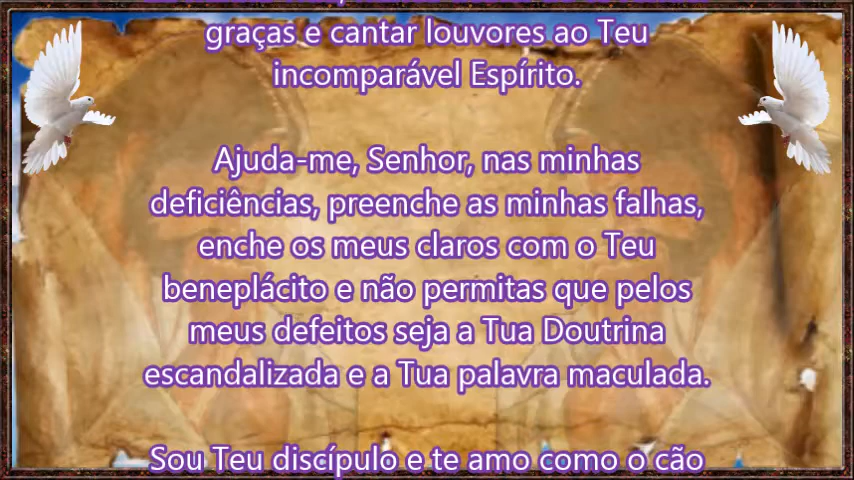 graças e cantar louvores ao Teu
incomparável Espírito.
Ajuda-me, Senhor, nas minhas
deficiências, preenche as minhas falhas,
enche os meus claros com o Teu
beneplácito e não permitas que pelos
meus defeitos seja a Tua Doutrina
escandalizada e a Tua palavra maculada.
Sou Teu discípulo e te amo como o cão